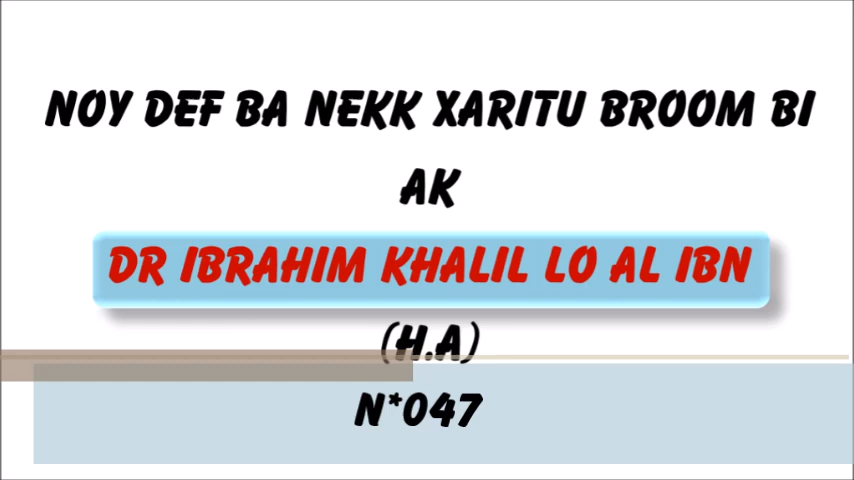 NOY DEF BA NEKK XARITU BROOM BI
AK
DR IBRAHIM KHALIL LO AL IBN
(H.A)
N*047